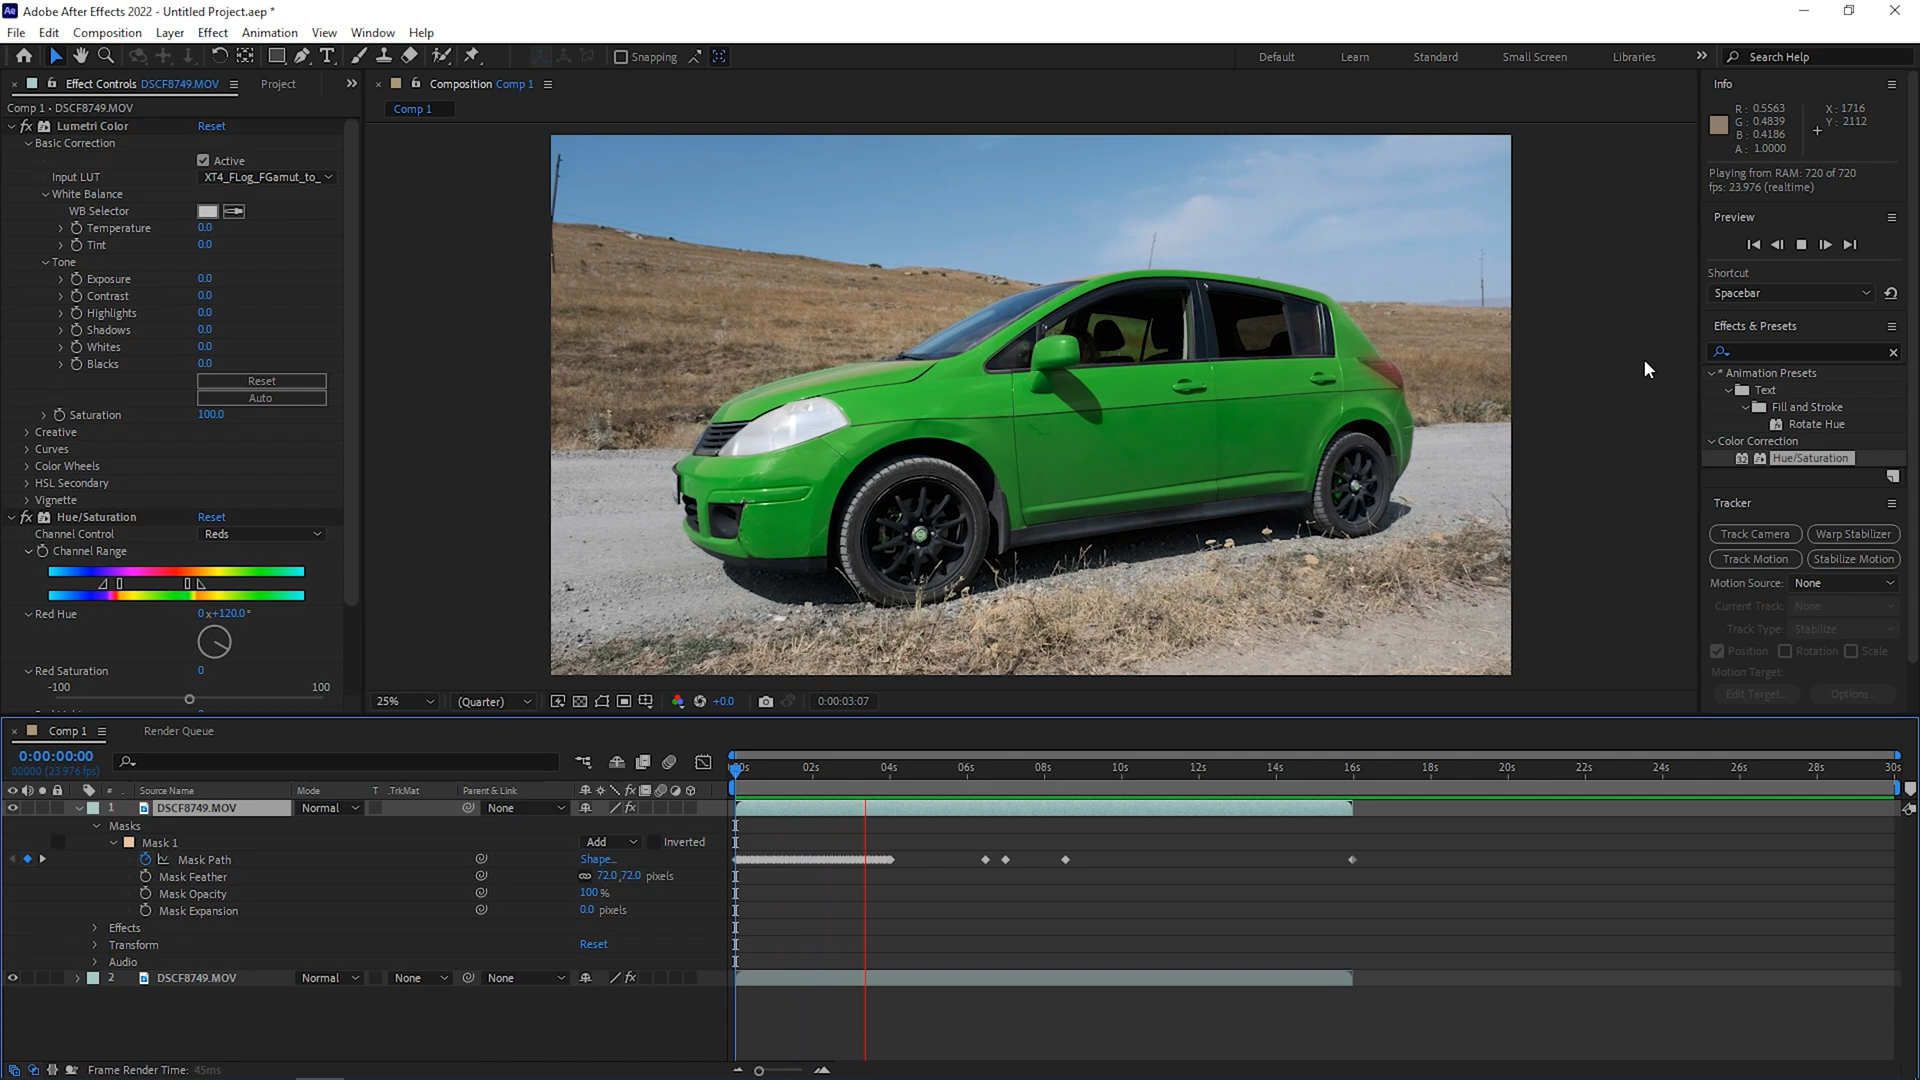 Adobe After Effects 2022 - Untitled Project.aep *
File Edit Composition Layer Effect Animation View Window Help
Snapping
Default Learn Standard Small Screen Libraries
Search Help
Effect Controls DSCF8749.MOV
Project
Comp 1 • DSCF8749.MOV
Lumetri Color Reset
Basic Correction
Active
Input LUT XT4_FLog_FGamut_to_
White Balance
WB Selector
Temperature 0.0
Tint 0.0
Tone
Exposure 0.0
Contrast 0.0
Highlights 0.0
Shadows 0.0
Whites 0.0
Blacks 0.0
Reset
Auto
Saturation 100.0
Creative
Curves
Color Wheels
HSL Secondary
Vignette
Hue/Saturation Reset
Channel Control Reds
Channel Range
Red Hue 0x+120.0°
Red Saturation 0
-100 100
Composition Comp 1
Comp 1
25% (Quarter) +0.0 0:00:03:07
Info
R: 0.5563
G: 0.4839
B: 0.4186
A: 1.0000
X: 1716
Y: 2112
Playing from RAM: 720 of 720
fps: 23.976 (realtime)
Preview
Shortcut
Spacebar
Effects & Presets
* Animation Presets
Text
Fill and Stroke
Rotate Hue
Color Correction
32 Hue/Saturation
Tracker
Track Camera Warp Stabilizer
Track Motion Stabilize Motion
Motion Source: None
Current Track: None
Track Type: Stabilize
Position Rotation Scale
Motion Target:
Edit Target... Options...
Comp 1 Render Queue
0:00:00:00
00000 (23.976 fps)
# Source Name Mode T .TrkMat Parent & Link
:00s 02s 04s 06s 08s 10s 12s 14s 16s 18s 20s 22s 24s 26s 28s 30s
1 DSCF8749.MOV Normal None
Masks
Mask 1 Add Inverted
Mask Path Shape...
Mask Feather 72.0,72.0 pixels
Mask Opacity 100 %
Mask Expansion 0.0 pixels
Effects
Transform Reset
Audio
2 DSCF8749.MOV Normal None None
Frame Render Time: 45ms